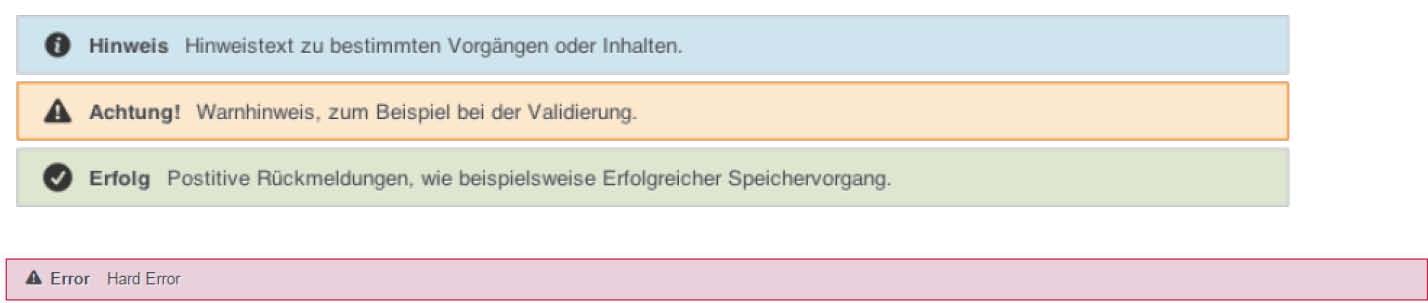 Hinweis Hinweistext zu bestimmten Vorgängen oder Inhalten.
Achtung! Warnhinweis, zum Beispiel bei der Validierung.
Erfolg Postitive Rückmeldungen, wie beispielsweise Erfolgreicher Speichervorgang.
Error Hard Error